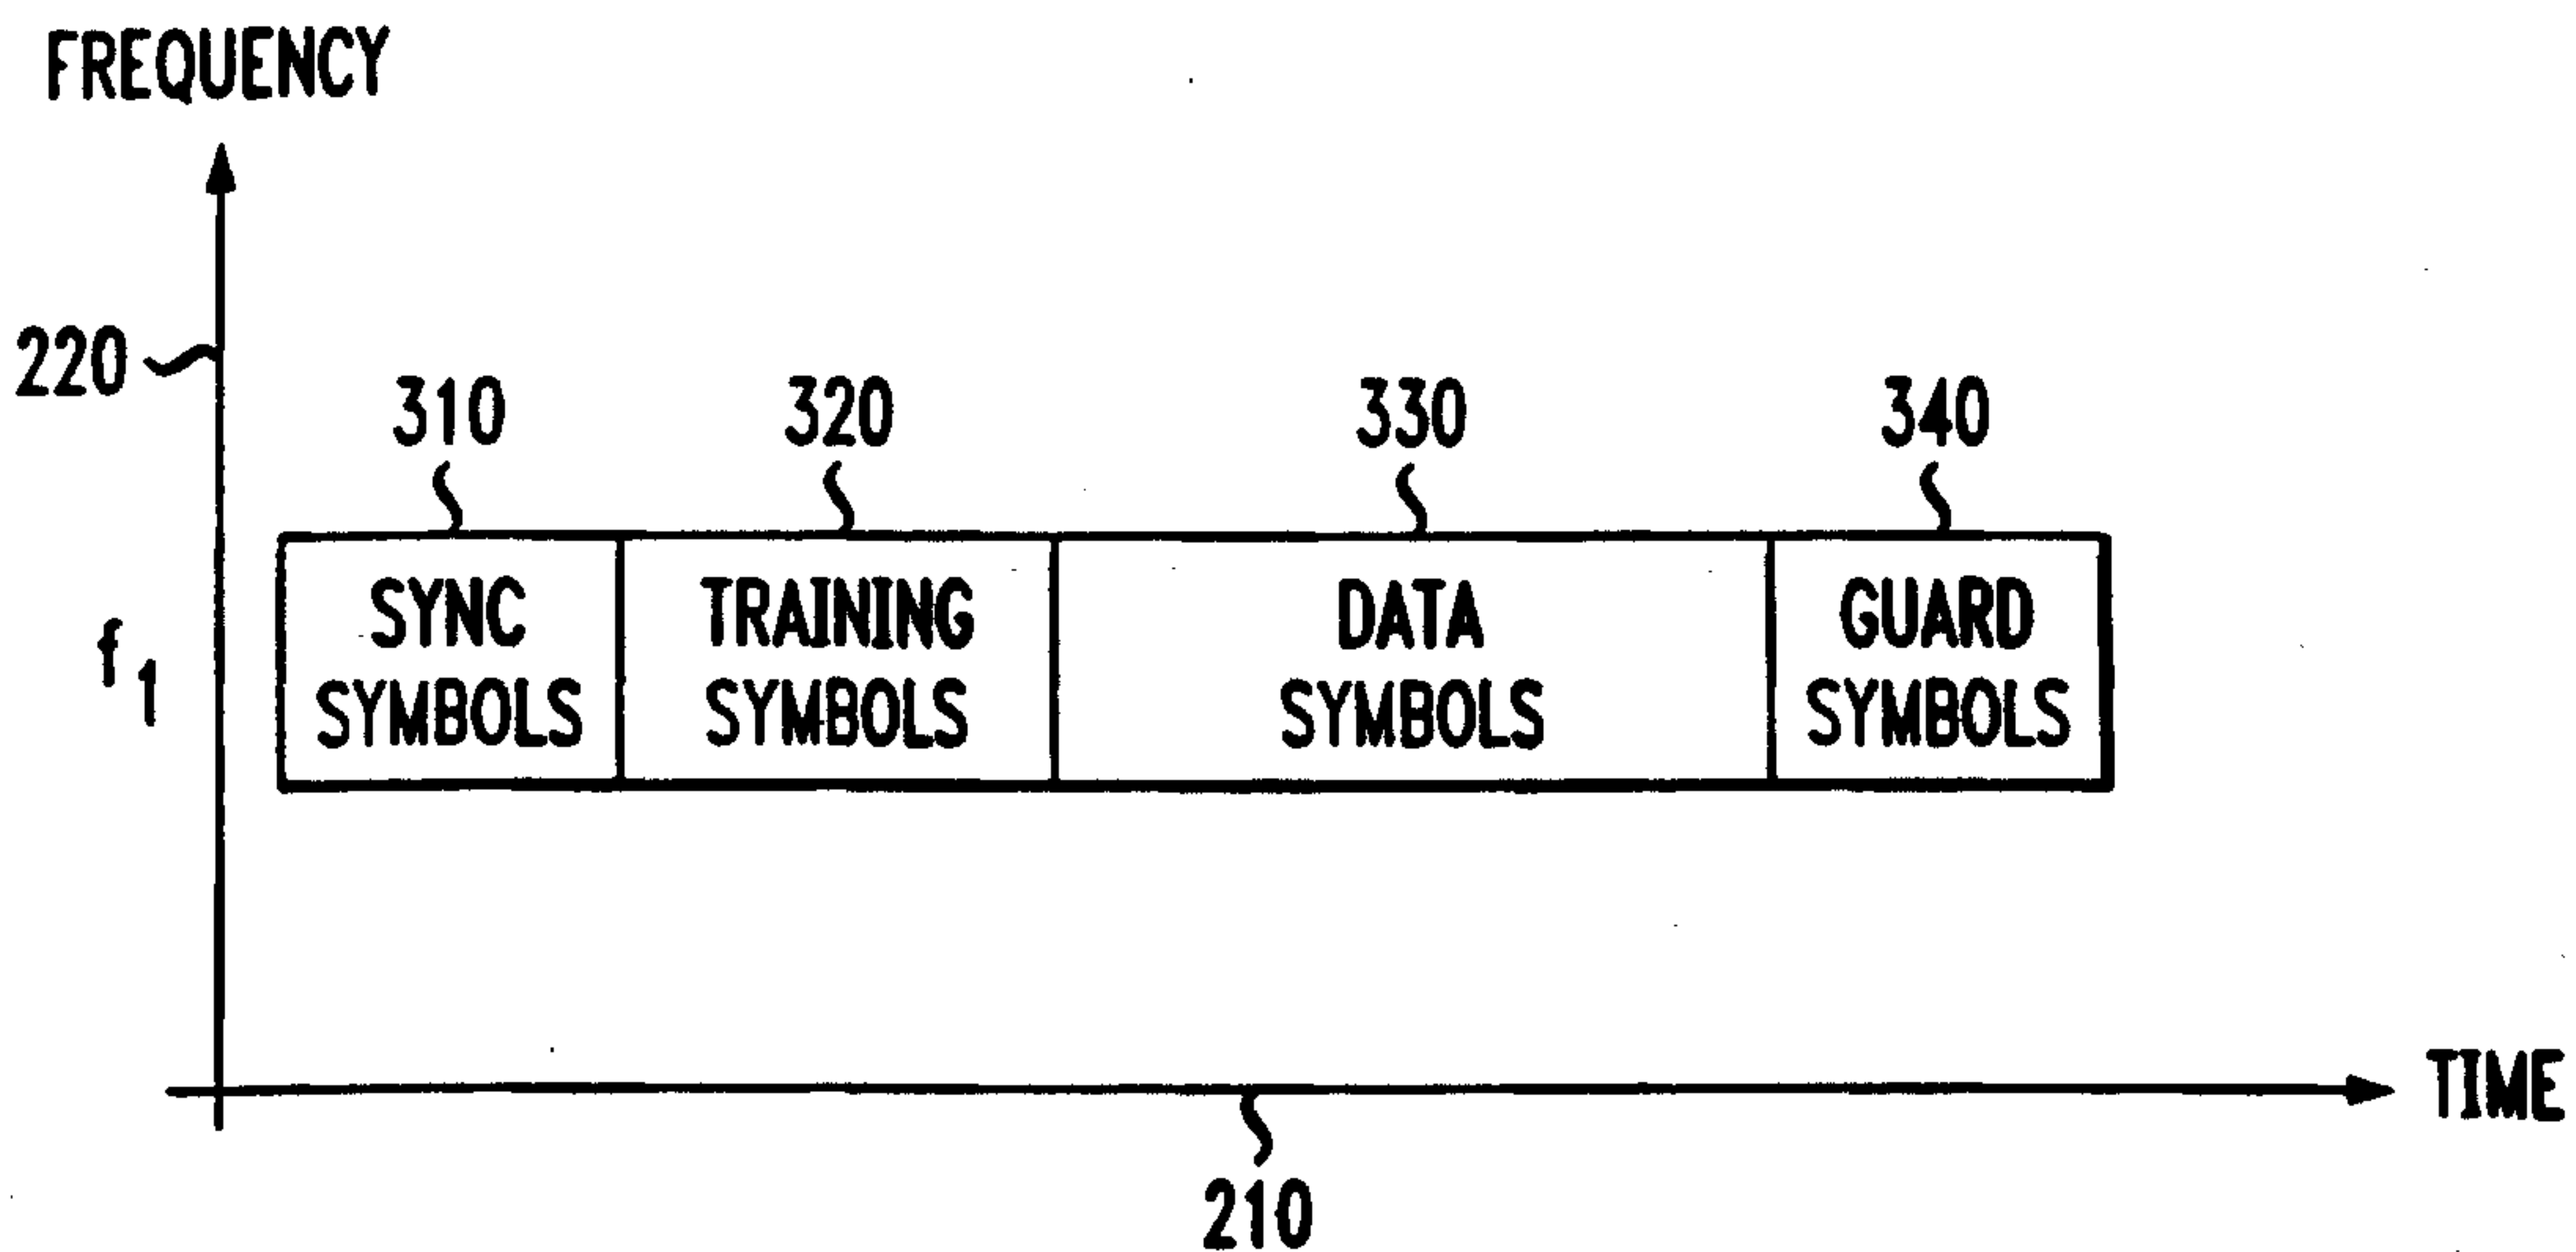 FREQUENCY
220
310
320
330
340
f1
SYNC
SYMBOLS
TRAINING
SYMBOLS
DATA
SYMBOLS
GUARD
SYMBOLS
TIME
210